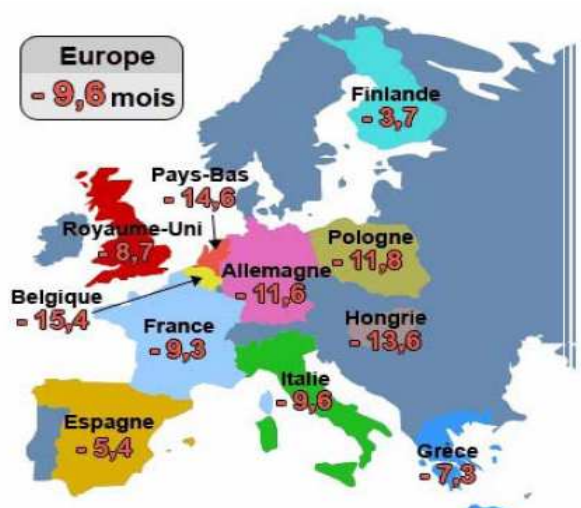 Europe
- 9,6 mois
Finlande
- 3,7
Pays-Bas
- 14,6
Royaume-Uni
- 8,7
Pologne
- 11,8
Allemagne
- 11,6
Belgique
- 15,4
France
- 9,3
Hongrie
- 13,6
Italie
- 9,6
Espagne
- 5,4
Grèce
- 7,3